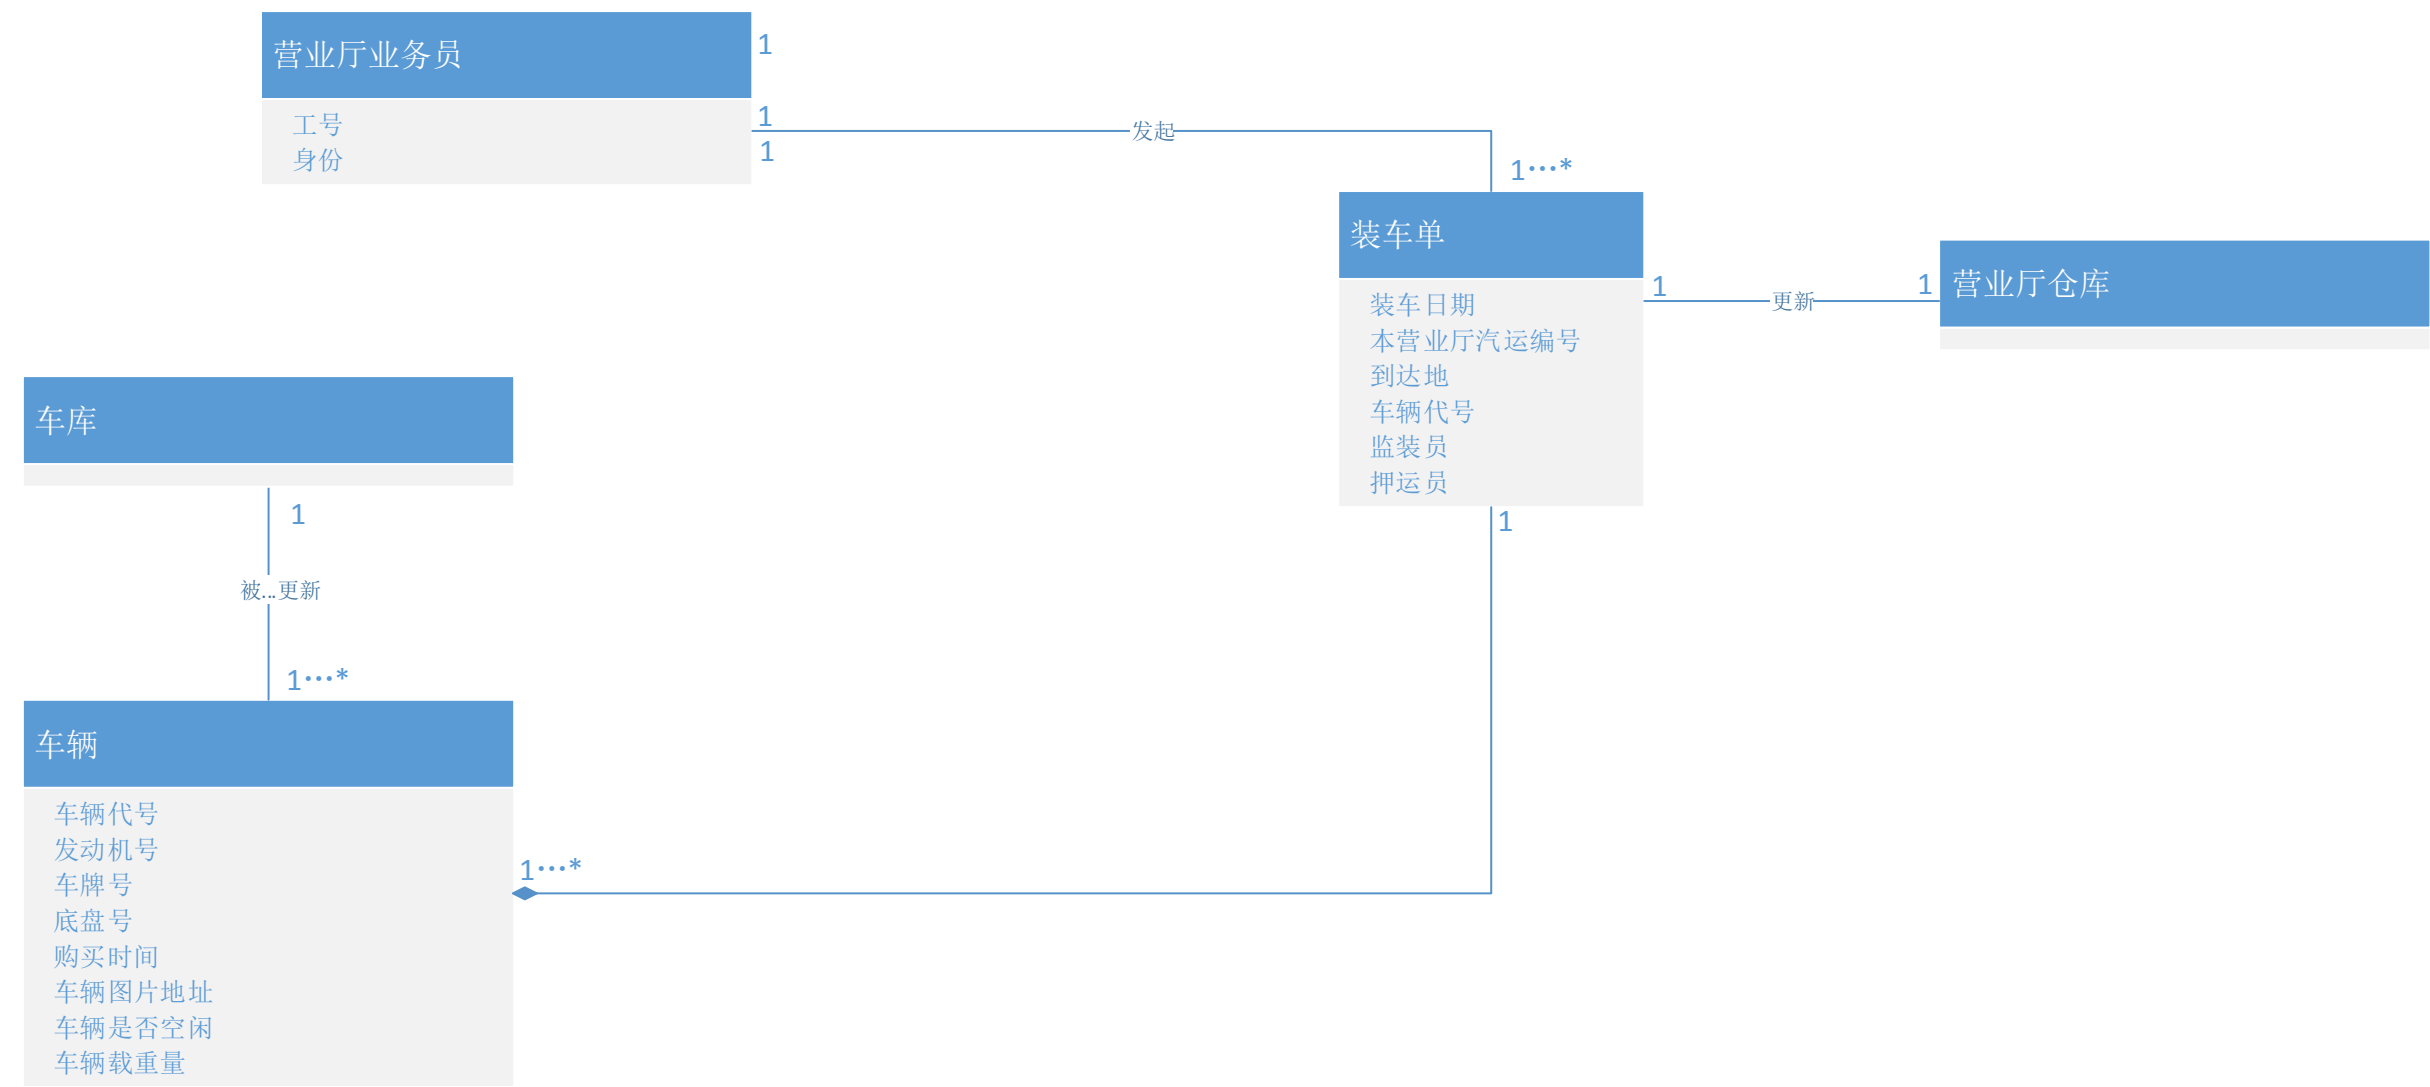 营业厅业务员
1
工号
身份
1
1
发起
1…*
装车单
装车日期
本营业厅汽运编号
到达地
车辆代号
监装员
押运员
1
更新
1
营业厅仓库
车库
1
被...更新
1…*
车辆
车辆代号
发动机号
车牌号
底盘号
购买时间
车辆图片地址
车辆是否空闲
车辆载重量
1…*
1